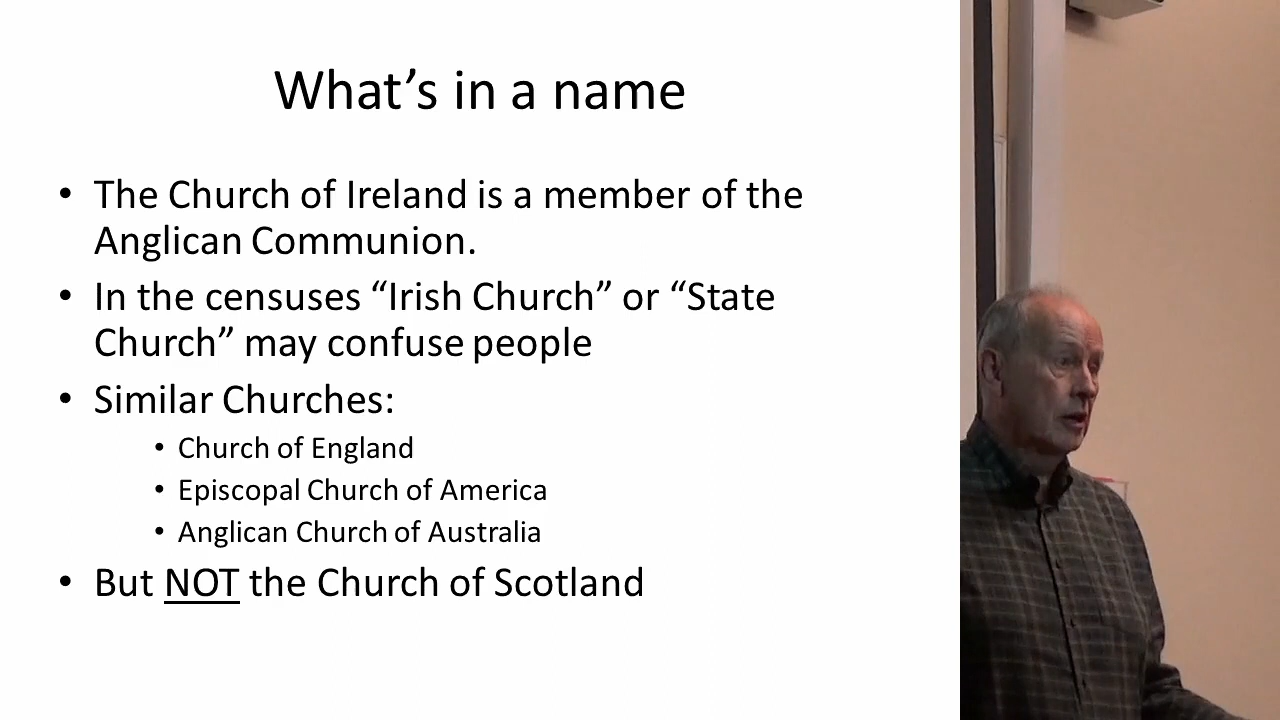 What’s in a name
• The Church of Ireland is a member of the
Anglican Communion.
• In the censuses “Irish Church” or “State
Church” may confuse people
• Similar Churches:
• Church of England
• Episcopal Church of America
• Anglican Church of Australia
• But NOT the Church of Scotland